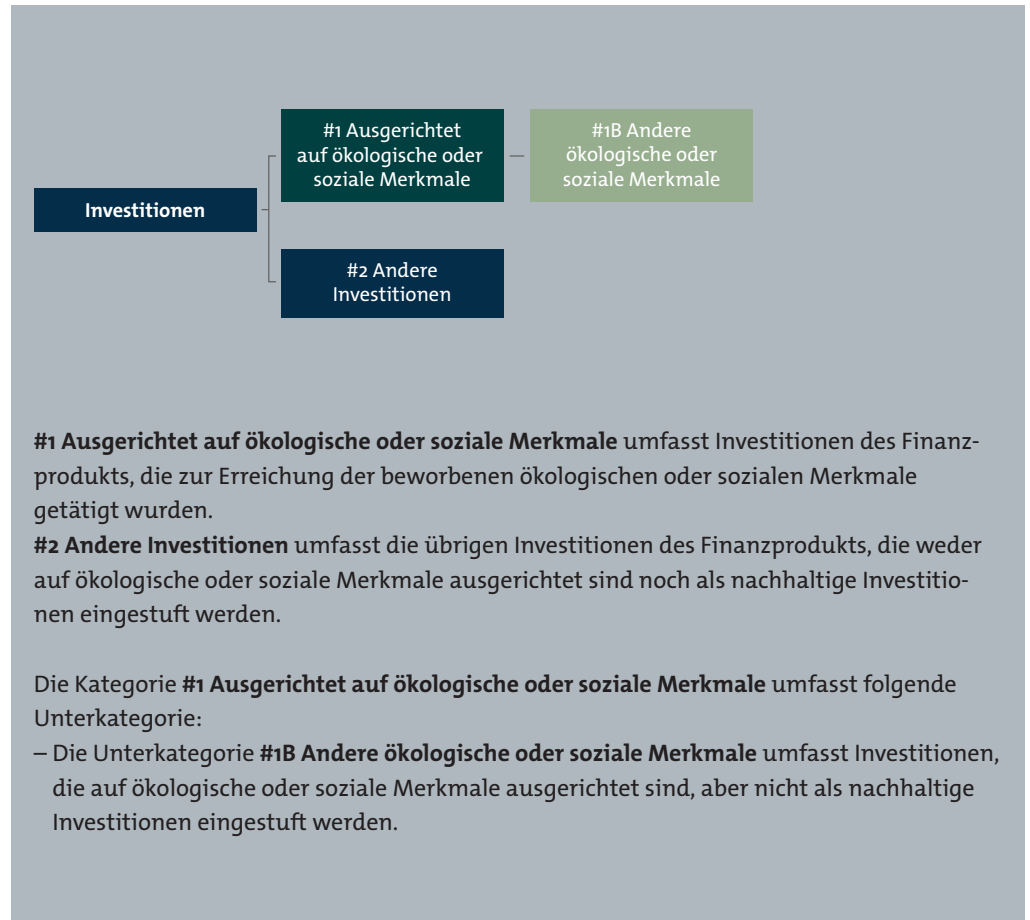 #1 Ausgerichtet
auf ökologische oder
soziale Merkmale
#1B Andere
ökologische oder
soziale Merkmale
Investitionen
#2 Andere
Investitionen
#1 Ausgerichtet auf ökologische oder soziale Merkmale umfasst Investitionen des Finanz-
produkts, die zur Erreichung der beworbenen ökologischen oder sozialen Merkmale
getätigt wurden.
#2 Andere Investitionen umfasst die übrigen Investitionen des Finanzprodukts, die weder
auf ökologische oder soziale Merkmale ausgerichtet sind noch als nachhaltige Investitio-
nen eingestuft werden.
Die Kategorie #1 Ausgerichtet auf ökologische oder soziale Merkmale umfasst folgende
Unterkategorie:
– Die Unterkategorie #1B Andere ökologische oder soziale Merkmale umfasst Investitionen,
die auf ökologische oder soziale Merkmale ausgerichtet sind, aber nicht als nachhaltige
Investitionen eingestuft werden.